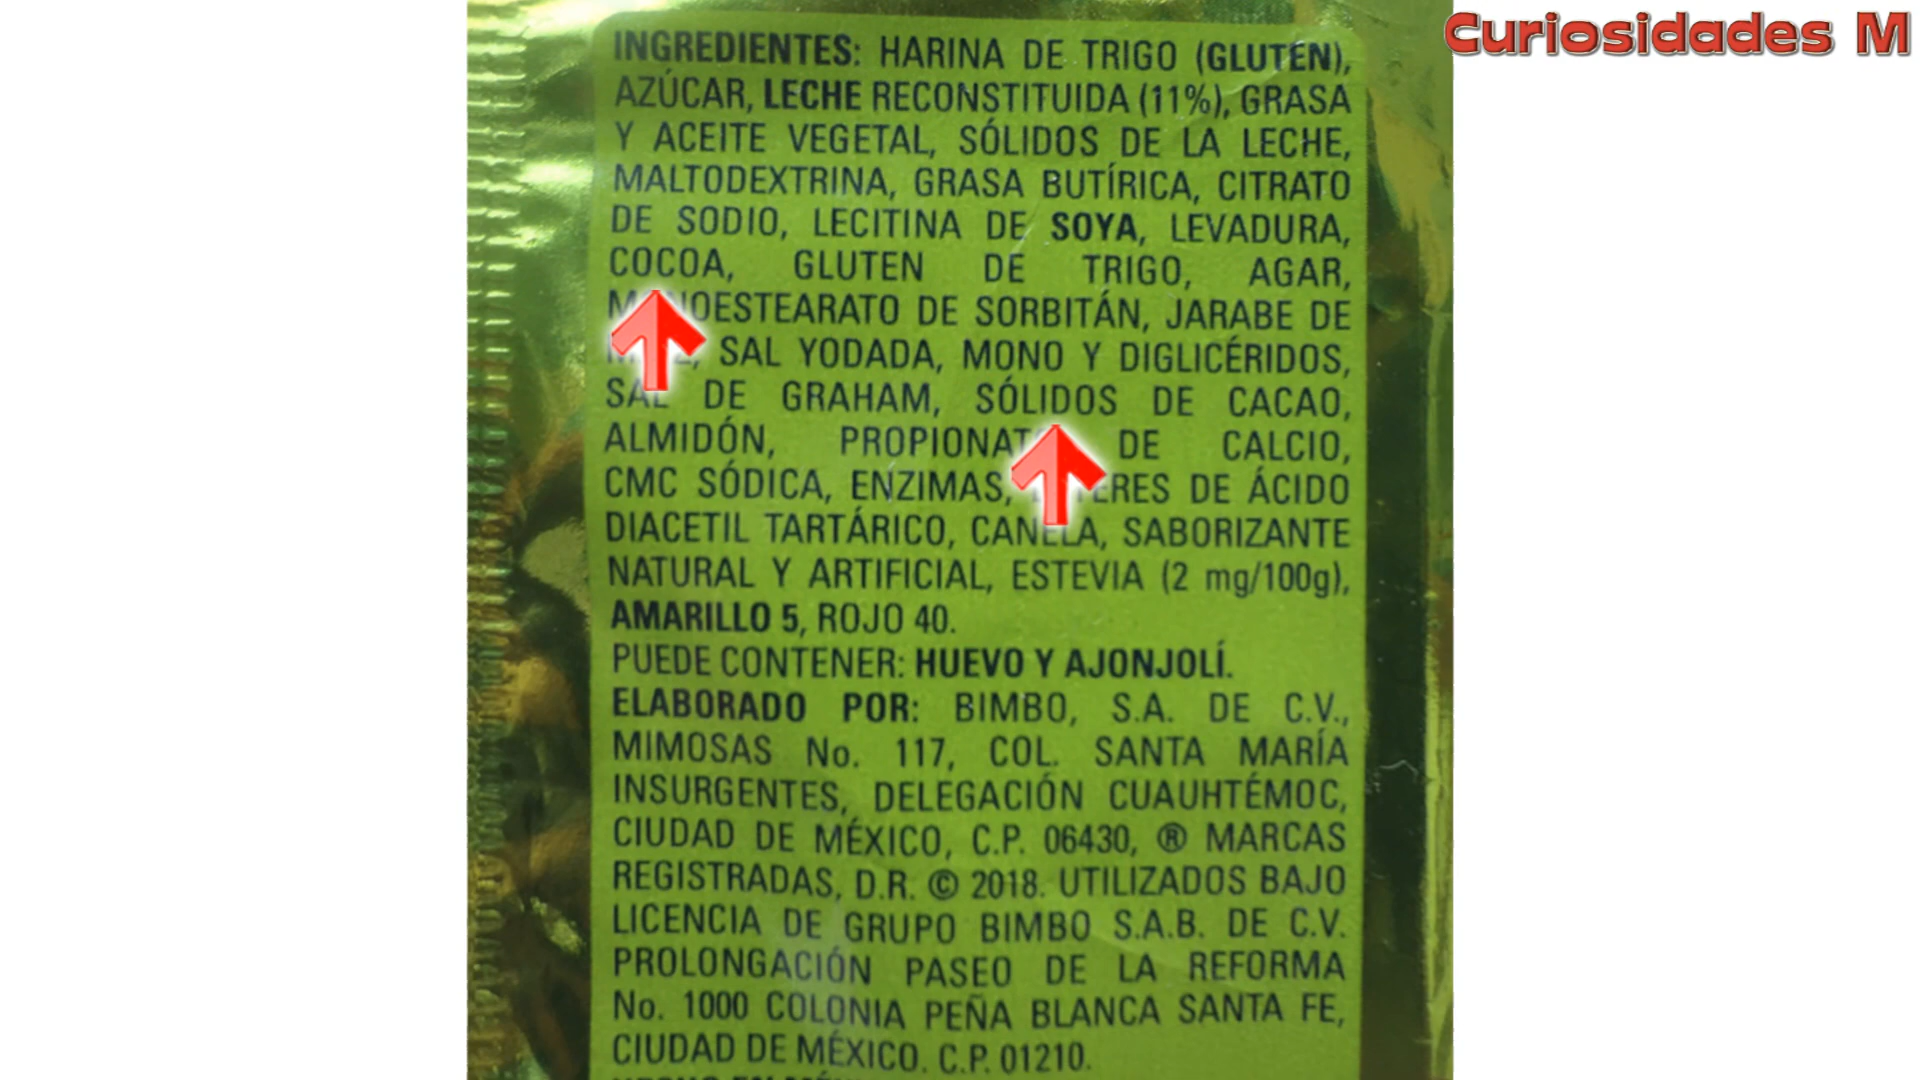 Curiosidades M
INGREDIENTES: HARINA DE TRIGO (GLUTEN),
AZÚCAR, LECHE RECONSTITUIDA (11%), GRASA
Y ACEITE VEGETAL, SÓLIDOS DE LA LECHE,
MALTODEXTRINA, GRASA BUTÍRICA, CITRATO
DE SODIO, LECITINA DE SOYA, LEVADURA,
COCOA, GLUTEN DE TRIGO, AGAR,
MONOESTEARATO DE SORBITÁN, JARABE DE
SAL YODADA, MONO Y DIGLICÉRIDOS,
SAL DE GRAHAM, SÓLIDOS DE CACAO,
ALMIDÓN, PROPIONATO DE CALCIO,
CMC SÓDICA, ENZIMAS, DE ÁCIDO
DIACETIL TARTÁRICO, CANELA, SABORIZANTE
NATURAL Y ARTIFICIAL, ESTEVIA (2 mg/100g),
AMARILLO 5, ROJO 40.
PUEDE CONTENER: HUEVO Y AJONJOLÍ.
ELABORADO POR: BIMBO, S.A. DE C.V.,
MIMOSAS No. 117, COL. SANTA MARÍA
INSURGENTES, DELEGACIÓN CUAUHTÉMOC,
CIUDAD DE MÉXICO, C.P. 06430, ® MARCAS
REGISTRADAS, D.R. © 2018. UTILIZADOS BAJO
LICENCIA DE GRUPO BIMBO S.A.B. DE C.V.
PROLONGACIÓN PASEO DE LA REFORMA
No. 1000 COLONIA PEÑA BLANCA SANTA FE,
CIUDAD DE MÉXICO. C.P. 01210.